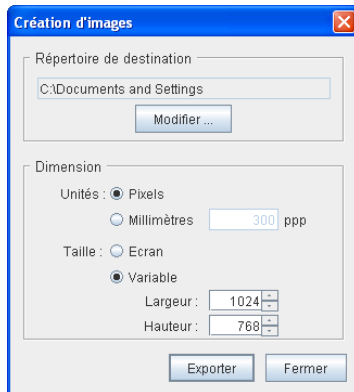 Création d'images
Répertoire de destination
C:\Documents and Settings
Modifier ...
Dimension
Unités : Pixels
Millimètres 300 ppp
Taille : Ecran
Variable
Largeur : 1024
Hauteur : 768
Exporter Fermer